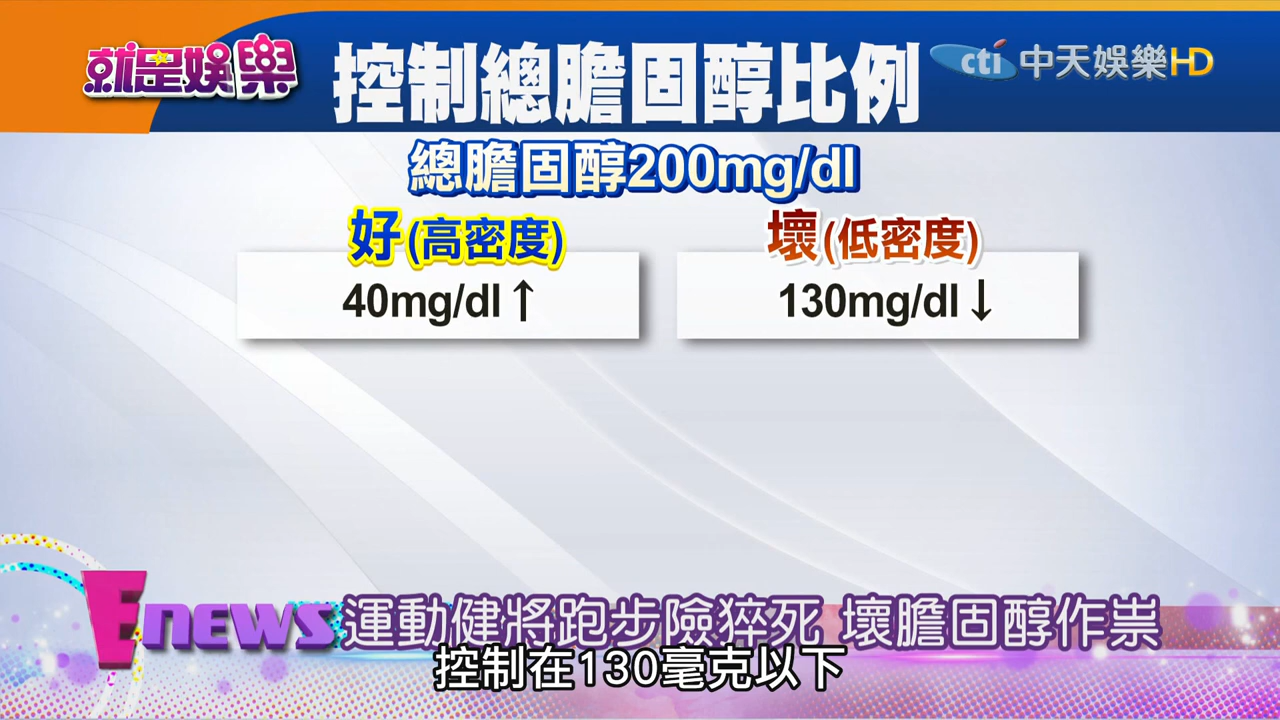 就是娛樂
控制總膽固醇比例
cti 中天娛樂HD
總膽固醇200mg/dl
好(高密度)
40mg/dl↑
壞(低密度)
130mg/dl↓
Enews
運動健將跑步險猝死 壞膽固醇作祟
控制在130毫克以下